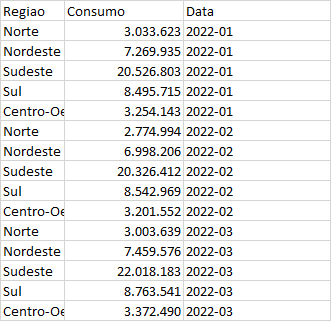 Regiao Consumo Data
Norte 3.033.623 2022-01
Nordeste 7.269.935 2022-01
Sudeste 20.526.803 2022-01
Sul 8.495.715 2022-01
Centro-Oe 3.254.143 2022-01
Norte 2.774.994 2022-02
Nordeste 6.998.206 2022-02
Sudeste 20.326.412 2022-02
Sul 8.542.969 2022-02
Centro-Oe 3.201.552 2022-02
Norte 3.003.639 2022-03
Nordeste 7.459.576 2022-03
Sudeste 22.018.183 2022-03
Sul 8.763.541 2022-03
Centro-Oe 3.372.490 2022-03